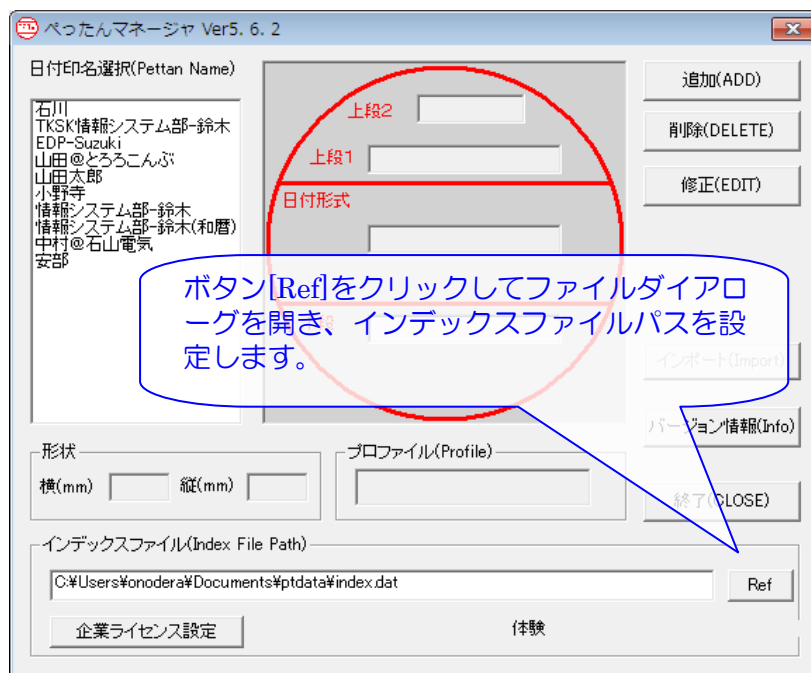 ぺったんマネージャ Ver5. 6. 2
日付印名選択(Pettan Name)
石川
TKSK情報システム部-鈴木
EDP-Suzuki
山田@とろろこんぶ
山田太郎
小野寺
情報システム部-鈴木
情報システム部-鈴木(和暦)
中村@石山電気
安部
上段2
上段1
日付形式
追加(ADD)
削除(DELETE)
修正(EDIT)
ボタン[Ref]をクリックしてファイルダイアロ
ーグを開き、インデックスファイルパスを設
定します。
インポート(Import)
バージョン情報(Info)
終了(CLOSE)
形状
横(mm)
縦(mm)
プロファイル(Profile)
インデックスファイル(Index File Path)
C:¥Users¥onodera¥Documents¥ptdata¥index.dat
Ref
企業ライセンス設定
体験